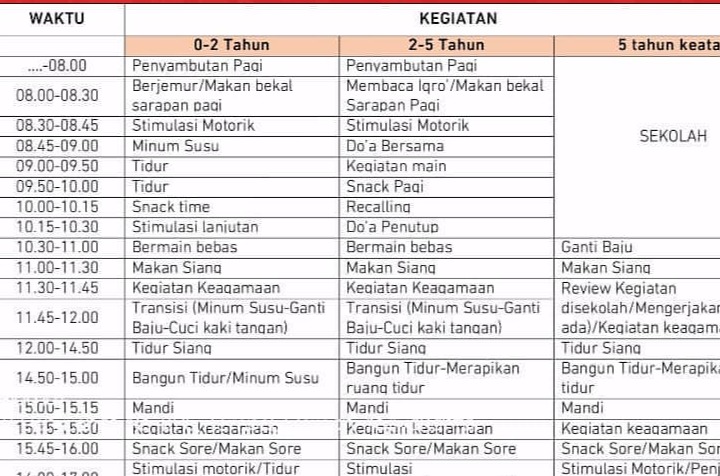 WAKTU KEGIATAN
0-2 Tahun 2-5 Tahun 5 tahun keata
....-08.00 Penyambutan Pagi Penyambutan Pagi
08.00-08.30 Berjemur/Makan bekal sarapan pagi Membaca Iqro'/Makan bekal Sarapan Pagi
SEKOLAH
08.30-08.45 Stimulasi Motorik Stimulasi Motorik
08.45-09.00 Minum Susu Do'a Bersama
09.00-09.50 Tidur Kegiatan main
09.50-10.00 Tidur Snack Pagi
10.00-10.15 Snack time Recalling
10.15-10.30 Stimulasi lanjutan Do'a Penutup
10.30-11.00 Bermain bebas Bermain bebas Ganti Baju
11.00-11.30 Makan Siang Makan Siang Makan Siang
11.30-11.45 Kegiatan Keagamaan Kegiatan Keagamaan Review Kegiatan
disekolah/Mengerjakan
ada)/Kegiatan keagama
11.45-12.00 Transisi (Minum Susu-Ganti Baju-Cuci kaki tangan) Transisi (Minum Susu-Ganti Baju-Cuci kaki tangan)
12.00-14.50 Tidur Siang Tidur Siang Tidur Siang
14.50-15.00 Bangun Tidur/Minum Susu Bangun Tidur-Merapikan ruang tidur Bangun Tidur-Merapika tidur
15.00-15.15 Mandi Mandi Mandi
15.15-15.30 Kegiatan keagamaan Kegiatan keagamaan Kegiatan keagamaan
15.45-16.00 Snack Sore/Makan Sore Snack Sore/Makan Sore Snack Sore/Makan So
Stimulasi motorik/Tidur Stimulasi Stimulasi Motorik/Pen